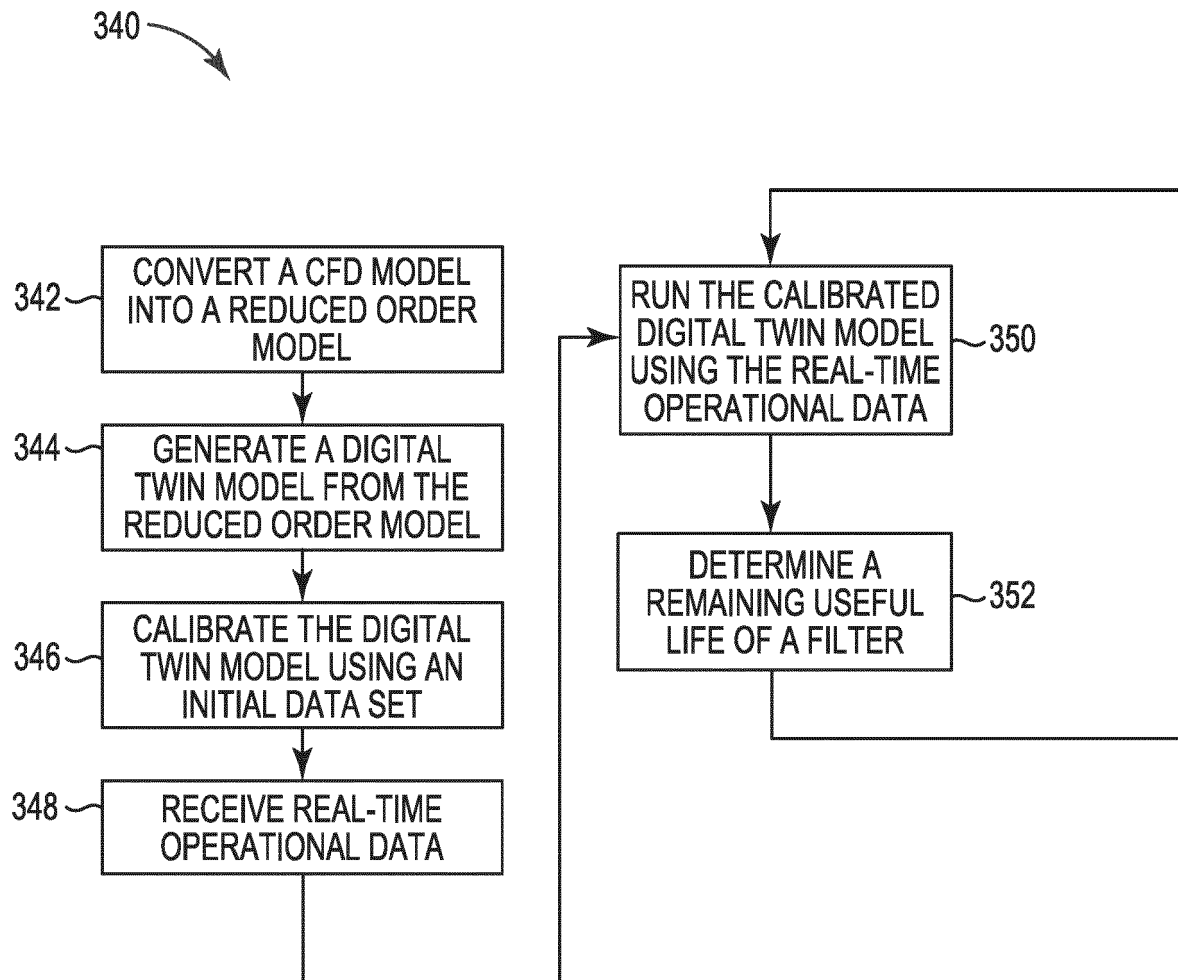 340
342
CONVERT A CFD MODEL
INTO A REDUCED ORDER
MODEL
344
GENERATE A DIGITAL
TWIN MODEL FROM THE
REDUCED ORDER MODEL
346
CALIBRATE THE DIGITAL
TWIN MODEL USING AN
INITIAL DATA SET
348
RECEIVE REAL-TIME
OPERATIONAL DATA
RUN THE CALIBRATED
DIGITAL TWIN MODEL
USING THE REAL-TIME
OPERATIONAL DATA
350
DETERMINE A
REMAINING USEFUL
LIFE OF A FILTER
352